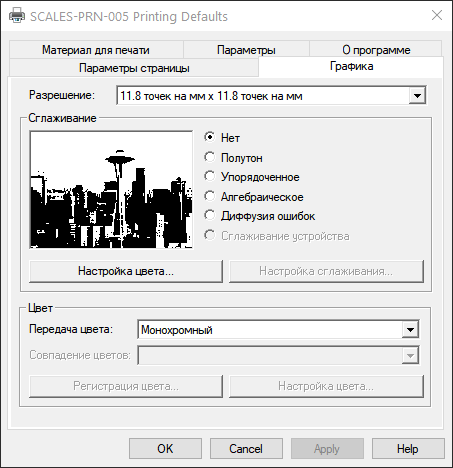 SCALES-PRN-005 Printing Defaults
Материал для печати
Параметры
О программе
Параметры страницы
Графика
Разрешение:
11.8 точек на мм x 11.8 точек на мм
Сглаживание
Нет
Полутон
Упорядоченное
Алгебраическое
Диффузия ошибок
Сглаживание устройства
Настройка цвета...
Настройка сглаживания...
Цвет
Передача цвета:
Монохромный
Совпадение цветов:
Регистрация цвета...
Настройка цвета...
OK
Cancel
Apply
Help